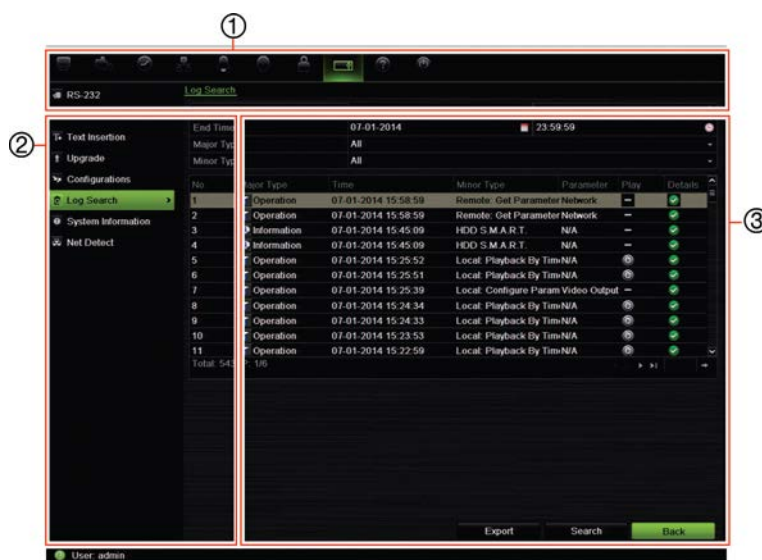 ①
RS-232 Log Search
②
Text Insertion
Upgrade
Configurations
Log Search
System Information
Net Detect
End Time 07-01-2014 23:59:59
Major Typ All
Minor Typ All
③
No Major Type Time Minor Type Parameter Play Details
1 Operation 07-01-2014 15:58:59 Remote: Get Parameter Network –
2 Operation 07-01-2014 15:58:59 Remote: Get Parameter Network –
3 Information 07-01-2014 15:45:09 HDD S.M.A.R.T. N/A –
4 Information 07-01-2014 15:45:09 HDD S.M.A.R.T. N/A –
5 Operation 07-01-2014 15:25:52 Local: Playback By Tim N/A
6 Operation 07-01-2014 15:25:51 Local: Playback By Tim N/A
7 Operation 07-01-2014 15:25:39 Local: Configure Param Video Output –
8 Operation 07-01-2014 15:24:34 Local: Playback By Tim N/A
9 Operation 07-01-2014 15:24:33 Local: Playback By Tim N/A
10 Operation 07-01-2014 15:23:53 Local: Playback By Tim N/A
11 Operation 07-01-2014 15:22:59 Local: Playback By Tim N/A
Total: 543 P: 1/6
Export Search Back
User: admin